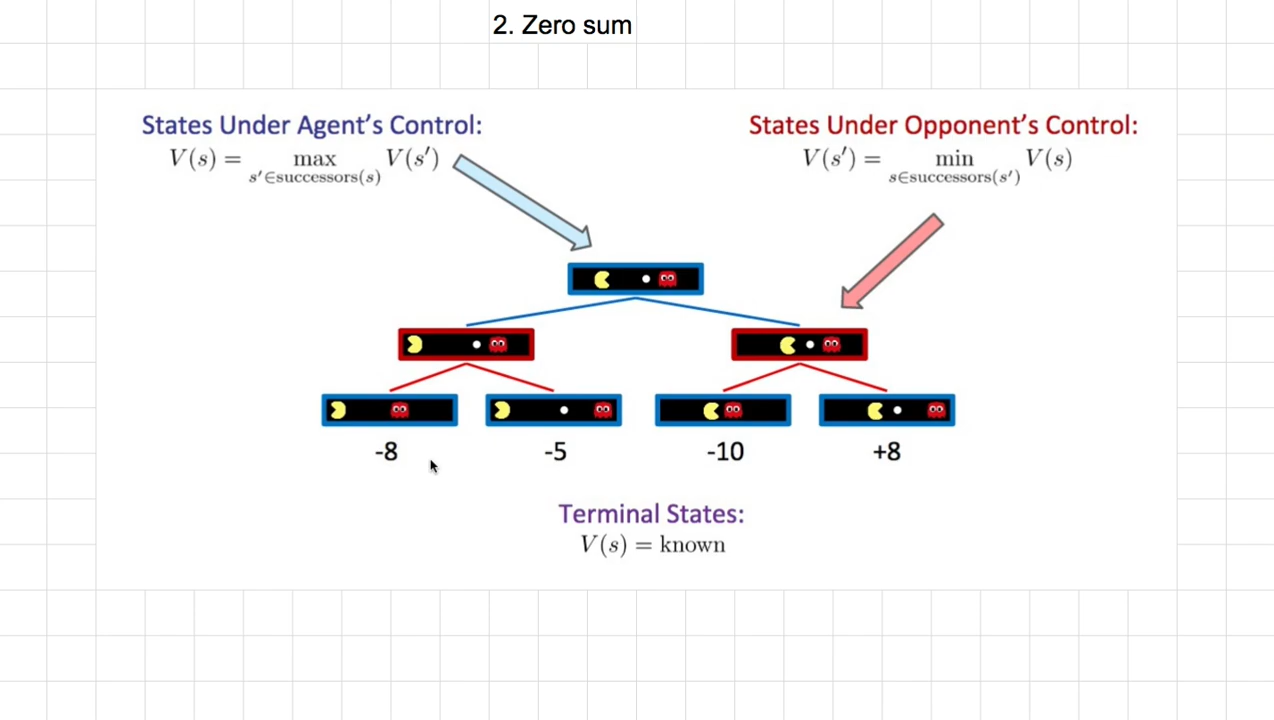 2. Zero sum
States Under Agent's Control:
V(s) = max V(s′)
s′∈successors(s)
States Under Opponent's Control:
V(s′) = min V(s)
s∈successors(s′)
-8 -5 -10 +8
Terminal States:
V(s) = known